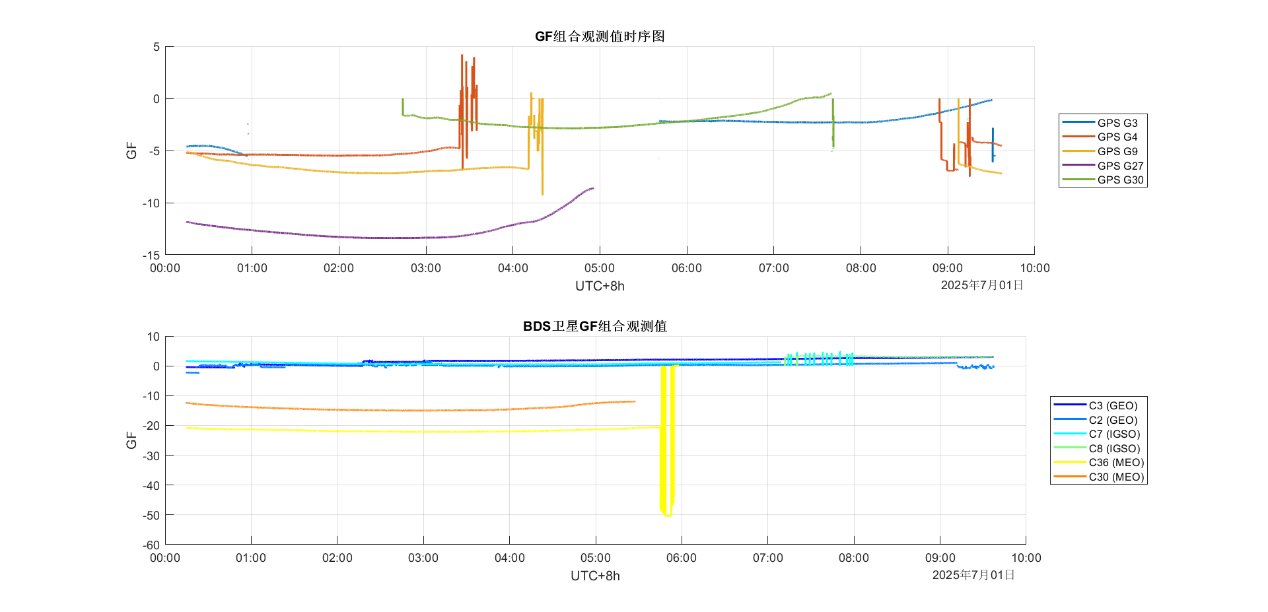 GF组合观测值时序图
5
0
-5
-10
-15
GF
00:00 01:00 02:00 03:00 04:00 05:00 06:00 07:00 08:00 09:00 10:00
UTC+8h
2025年7月01日
GPS G3
GPS G4
GPS G9
GPS G27
GPS G30
BDS卫星GF组合观测值
10
0
-10
-20
-30
-40
-50
-60
GF
00:00 01:00 02:00 03:00 04:00 05:00 06:00 07:00 08:00 09:00 10:00
UTC+8h
2025年7月01日
C3 (GEO)
C2 (GEO)
C7 (IGSO)
C8 (IGSO)
C36 (MEO)
C30 (MEO)